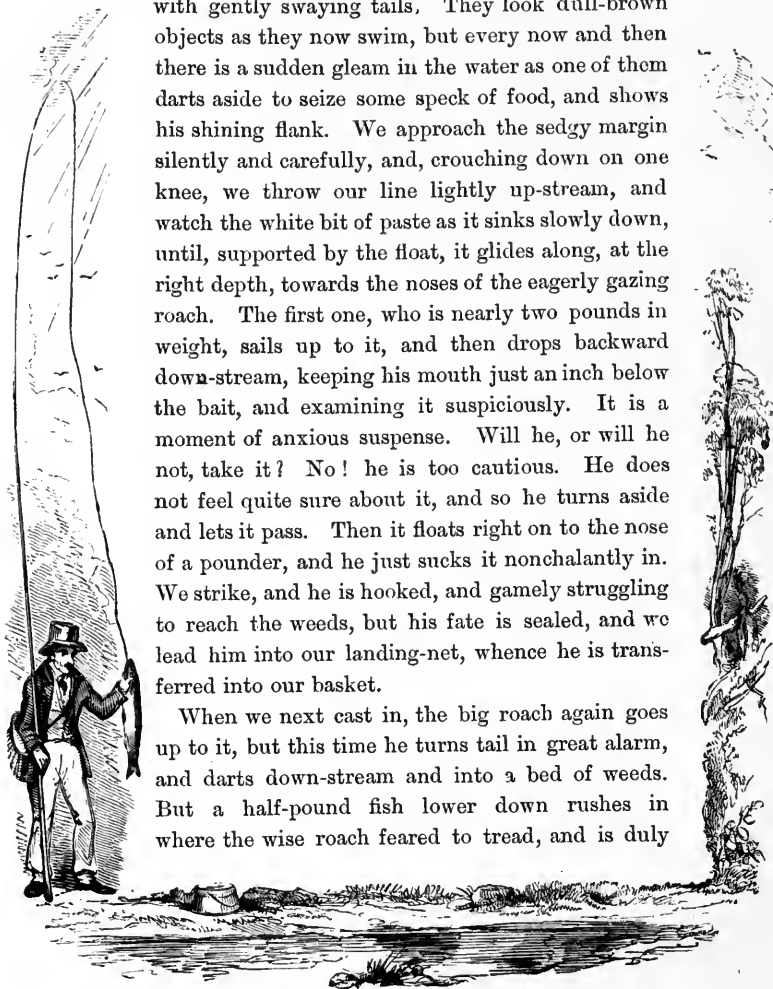 with gently swaying tails. They look dull-brown
objects as they now swim, but every now and then
there is a sudden gleam in the water as one of them
darts aside to seize some speck of food, and shows
his shining flank. We approach the sedgy margin
silently and carefully, and, crouching down on one
knee, we throw our line lightly up-stream, and
watch the white bit of paste as it sinks slowly down,
until, supported by the float, it glides along, at the
right depth, towards the noses of the eagerly gazing
roach. The first one, who is nearly two pounds in
weight, sails up to it, and then drops backward
down-stream, keeping his mouth just an inch below
the bait, and examining it suspiciously. It is a
moment of anxious suspense. Will he, or will he
not, take it? No! he is too cautious. He does
not feel quite sure about it, and so he turns aside
and lets it pass. Then it floats right on to the nose
of a pounder, and he just sucks it nonchalantly in.
We strike, and he is hooked, and gamely struggling
to reach the weeds, but his fate is sealed, and we
lead him into our landing-net, whence he is trans-
ferred into our basket.
When we next cast in, the big roach again goes
up to it, but this time he turns tail in great alarm,
and darts down-stream and into a bed of weeds.
But a half-pound fish lower down rushes in
where the wise roach feared to tread, and is duly